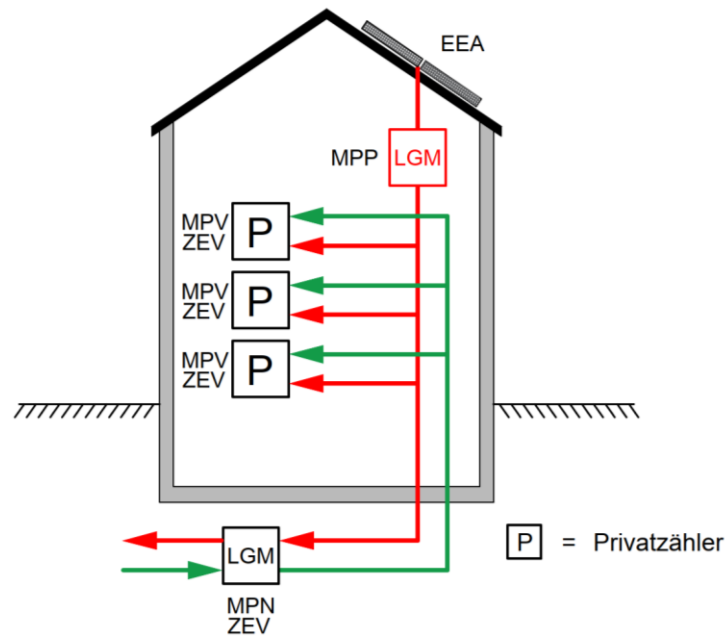 EEA
MPP
LGM
MPV
ZEV
P
MPV
ZEV
P
MPV
ZEV
P
LGM
MPN
ZEV
P = Privatzähler